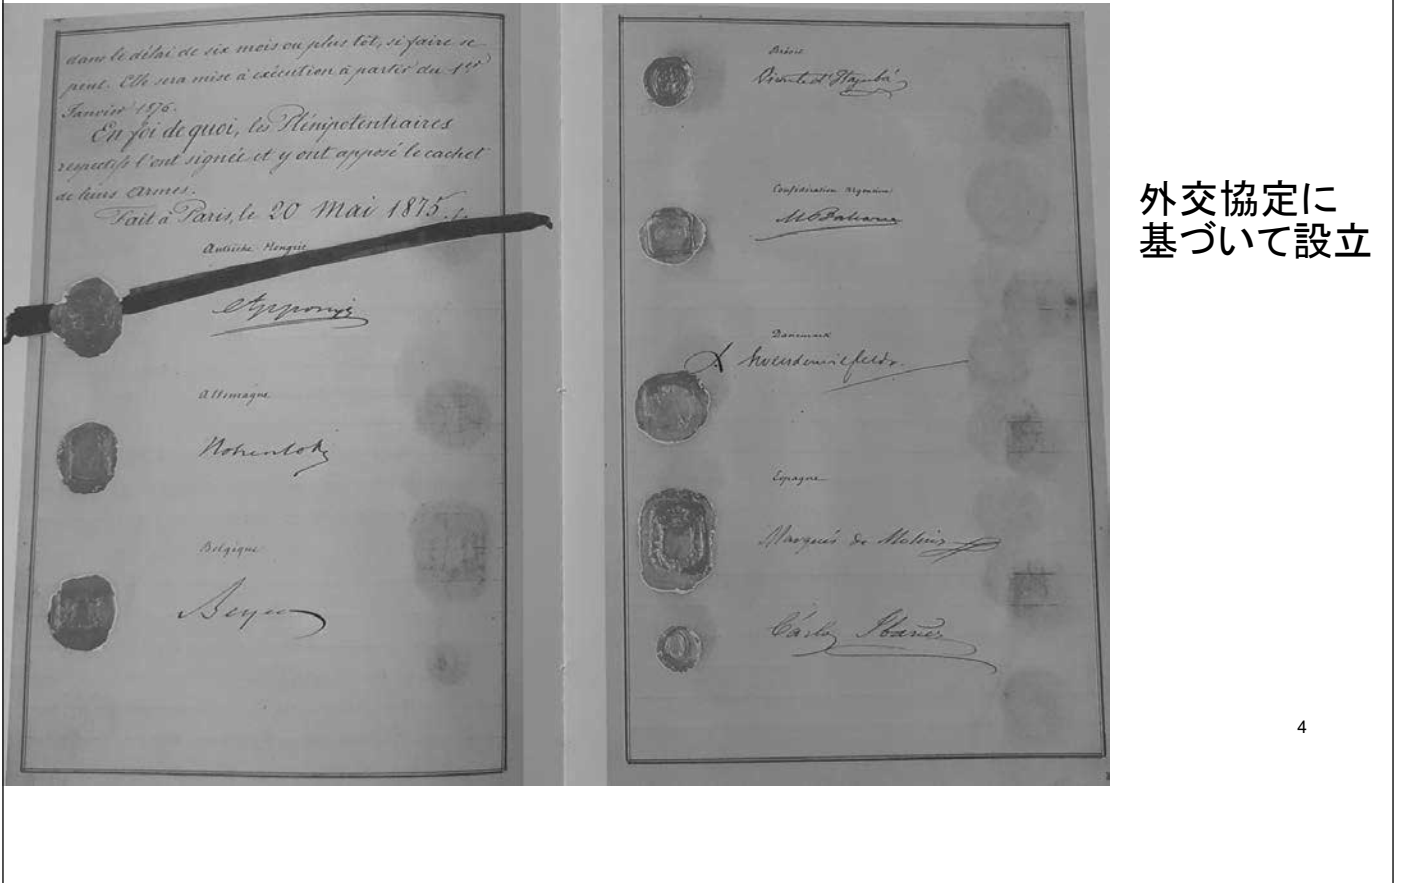 dans le délai de six mois ou plus tôt, si faire se
peut. Elle sera mise à exécution à partir du 1er
Janvier 1876.
En foi de quoi, les Plénipotentiaires
respectifs l'ont signée et y ont apposé le cachet
de leurs Armes.
Fait à Paris, le 20 Mai 1875.
Autriche-Hongrie
Apponyi
Allemagne
Hohenlohe
Belgique
Beyens
Brésil
Vicomte d'Itajubá
Confédération Argentine
Danemark
Espagne
Marquis de Molins
Carlos Ibañez
外交協定に
基づいて設立
4